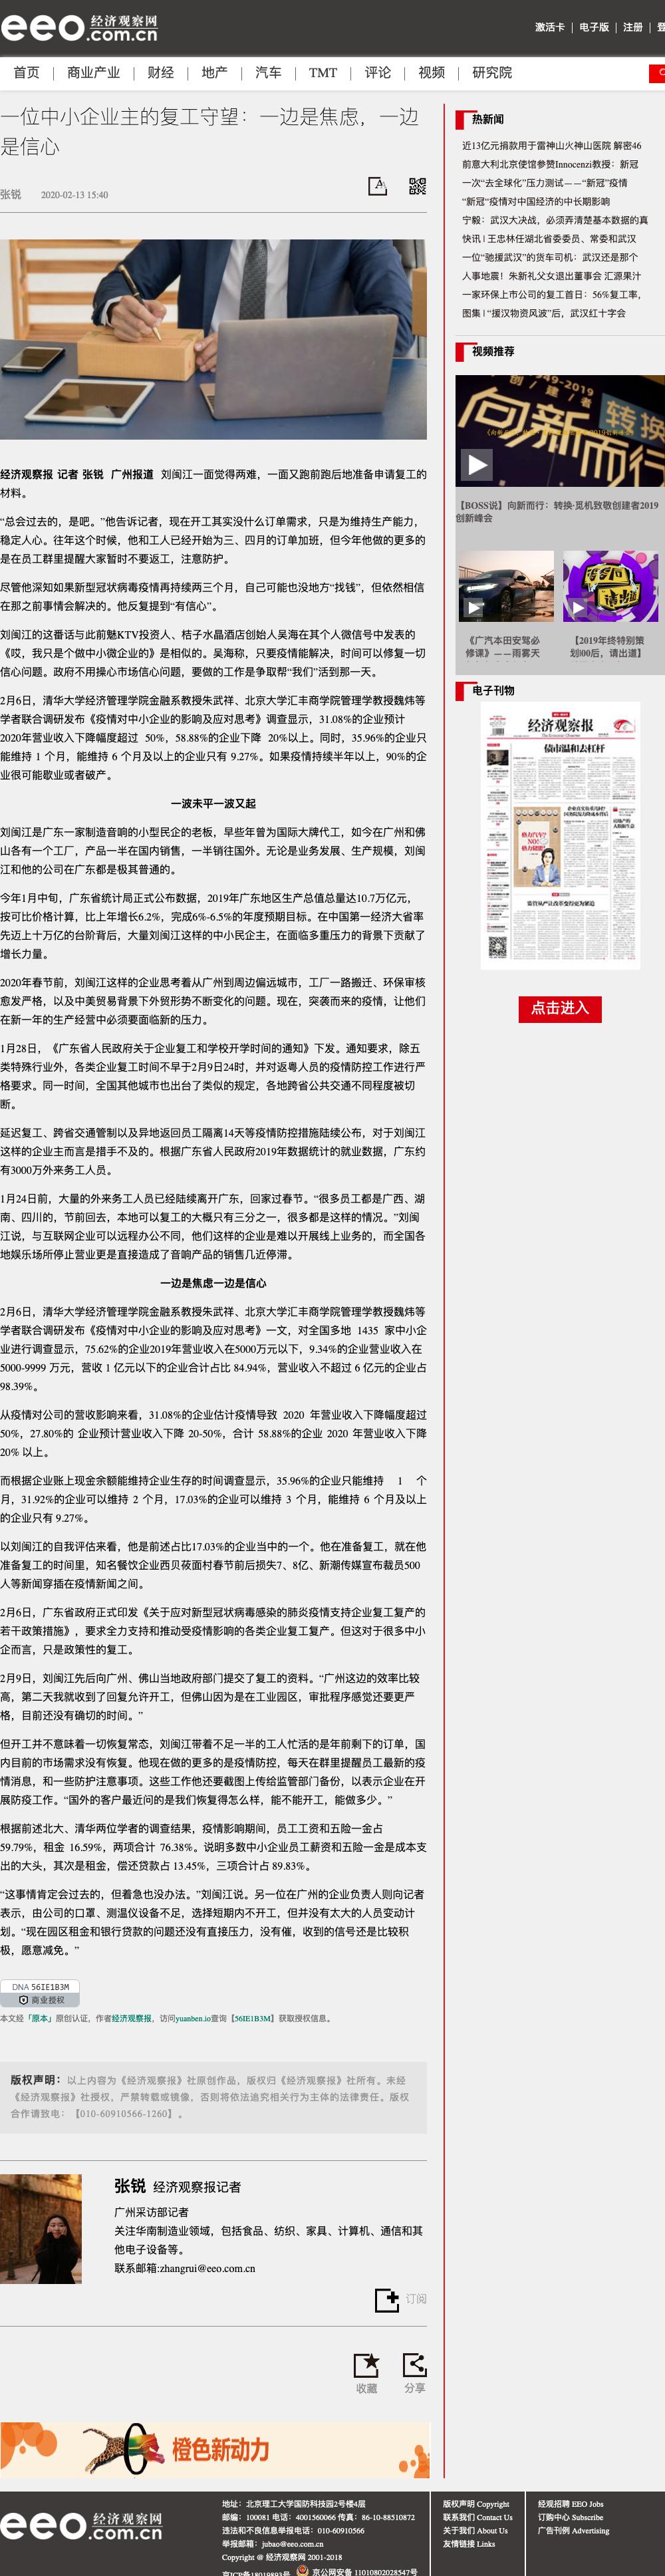 eeo 经济观察网
.com.cn
激活卡 | 电子版 | 注册 | 登
首页 | 商业产业 | 财经 | 地产 | 汽车 | TMT | 评论 | 视频 | 研究院
一位中小企业主的复工守望：一边是焦虑，一边
是信心
张锐 2020-02-13 15:40
经济观察报 记者 张锐 广州报道 刘闽江一面觉得两难，一面又跑前跑后地准备申请复工的
材料。
“总会过去的，是吧。”他告诉记者，现在开工其实没什么订单需求，只是为维持生产能力，
稳定人心。往年这个时候，他和工人已经开始为三、四月的订单加班，但今年他做的更多的
是在员工群里提醒大家暂时不要返工，注意防护。
尽管他深知如果新型冠状病毒疫情再持续两三个月，自己可能也没地方“找钱”，但依然相信
在那之前事情会解决的。他反复提到“有信心”。
刘闽江的这番话与此前魅KTV投资人、桔子水晶酒店创始人吴海在其个人微信号中发表的
《哎，我只是个做中小微企业的》是相似的。吴海称，只要疫情能解决，时间可以修复一切
信心问题。政府不用操心市场信心问题，要做的工作是争取帮“我们”活到那一天。
2月6日，清华大学经济管理学院金融系教授朱武祥、北京大学汇丰商学院管理学教授魏炜等
学者联合调研发布《疫情对中小企业的影响及应对思考》调查显示，31.08%的企业预计
2020年营业收入下降幅度超过 50%，58.88%的企业下降 20%以上。同时，35.96%的企业只
能维持 1 个月，能维持 6 个月及以上的企业只有 9.27%。如果疫情持续半年以上，90%的企
业很可能歇业或者破产。
一波未平一波又起
刘闽江是广东一家制造音响的小型民企的老板，早些年曾为国际大牌代工，如今在广州和佛
山各有一个工厂，产品一半在国内销售，一半销往国外。无论是业务发展、生产规模，刘闽
江和他的公司在广东都是极其普通的。
今年1月中旬，广东省统计局正式公布数据，2019年广东地区生产总值总量达10.7万亿元，
按可比价格计算，比上年增长6.2%，完成6%-6.5%的年度预期目标。在中国第一经济大省率
先迈上十万亿的台阶背后，大量刘闽江这样的中小民企主，在面临多重压力的背景下贡献了
增长力量。
2020年春节前，刘闽江这样的企业思考着从广州到周边偏远城市，工厂一路搬迁、环保审核
愈发严格，以及中美贸易背景下外贸形势不断变化的问题。现在，突袭而来的疫情，让他们
在新一年的生产经营中必须要面临新的压力。
1月28日，《广东省人民政府关于企业复工和学校开学时间的通知》下发。通知要求，除五
类特殊行业外，各类企业复工时间不早于2月9日24时，并对返粤人员的疫情防控工作进行严
格要求。同一时间，全国其他城市也出台了类似的规定，各地跨省公共交通不同程度被切
断。
延迟复工、跨省交通管制以及异地返回员工隔离14天等疫情防控措施陆续公布，对于刘闽江
这样的企业主而言是措手不及的。根据广东省人民政府2019年数据统计的就业数据，广东约
有3000万外来务工人员。
1月24日前，大量的外来务工人员已经陆续离开广东，回家过春节。“很多员工都是广西、湖
南、四川的，节前回去，本地可以复工的大概只有三分之一，很多都是这样的情况。”刘闽
江说，与互联网企业可以远程办公不同，他们这样的企业是难以开展线上业务的，而全国各
地娱乐场所停止营业更是直接造成了音响产品的销售几近停滞。
一边是焦虑一边是信心
2月6日，清华大学经济管理学院金融系教授朱武祥、北京大学汇丰商学院管理学教授魏炜等
学者联合调研发布《疫情对中小企业的影响及应对思考》一文，对全国多地 1435 家中小企
业进行调查显示，75.62%的企业2019年营业收入在5000万元以下，9.34%的企业营业收入在
5000-9999 万元，营收 1 亿元以下的企业合计占比 84.94%，营业收入不超过 6 亿元的企业占
98.39%。
从疫情对公司的营收影响来看，31.08%的企业估计疫情导致 2020 年营业收入下降幅度超过
50%，27.80%的 企业预计营业收入下降 20-50%，合计 58.88%的企业 2020 年营业收入下降
20% 以上。
而根据企业账上现金余额能维持企业生存的时间调查显示，35.96%的企业只能维持 1 个
月，31.92%的企业可以维持 2 个月，17.03%的企业可以维持 3 个月，能维持 6 个月及以上
的企业只有 9.27%。
以刘闽江的自我评估来看，他是前述占比17.03%的企业当中的一个。他在准备复工，就在他
准备复工的时间里，知名餐饮企业西贝莜面村春节前后损失7、8亿、新潮传媒宣布裁员500
人等新闻穿插在疫情新闻之间。
2月6日，广东省政府正式印发《关于应对新型冠状病毒感染的肺炎疫情支持企业复工复产的
若干政策措施》，要求全力支持和推动受疫情影响的各类企业复工复产。但这对于很多中小
企而言，只是政策性的复工。
2月9日，刘闽江先后向广州、佛山当地政府部门提交了复工的资料。“广州这边的效率比较
高，第二天我就收到了回复允许开工，但佛山因为是在工业园区，审批程序感觉还要更严
格，目前还没有确切的时间。”
但开工并不意味着一切恢复常态，刘闽江带着不足一半的工人忙活的是年前剩下的订单，国
内目前的市场需求没有恢复。他现在做的更多的是疫情防控，每天在群里提醒员工最新的疫
情消息，和一些防护注意事项。这些工作他还要截图上传给监管部门备份，以表示企业在开
展防疫工作。“国外的客户最近问的是我们恢复得怎么样，能不能开工，能做多少。”
根据前述北大、清华两位学者的调查结果，疫情影响期间，员工工资和五险一金占
59.79%，租金 16.59%，两项合计 76.38%。说明多数中小企业员工薪资和五险一金是成本支
出的大头，其次是租金，偿还贷款占 13.45%，三项合计占 89.83%。
“这事情肯定会过去的，但着急也没办法。”刘闽江说。另一位在广州的企业负责人则向记者
表示，由公司的口罩、测温仪设备不足，选择短期内不开工，但并没有太大的人员变动计
划。“现在园区租金和银行贷款的问题还没有直接压力，没有催，收到的信号还是比较积
极，愿意减免。”
DNA 56IE1B3M
商业授权
本文经「原本」原创认证，作者经济观察报，访问yuanben.io查询【56IE1B3M】获取授权信息。
版权声明：以上内容为《经济观察报》社原创作品，版权归《经济观察报》社所有。未经
《经济观察报》社授权，严禁转载或镜像，否则将依法追究相关行为主体的法律责任。版权
合作请致电：【010-60910566-1260】。
张锐 经济观察报记者
广州采访部记者
关注华南制造业领域，包括食品、纺织、家具、计算机、通信和其
他电子设备等。
联系邮箱:zhangrui@eeo.com.cn
订阅
收藏 分享
橙色新动力
热新闻
近13亿元捐款用于雷神山火神山医院 解密46
前意大利北京使馆参赞Innocenzi教授：新冠
一次“去全球化”压力测试——“新冠”疫情
“新冠“疫情对中国经济的中长期影响
宁毅：武汉大决战，必须弄清楚基本数据的真
快讯 | 王忠林任湖北省委委员、常委和武汉
一位“驰援武汉”的货车司机：武汉还是那个
人事地震！朱新礼父女退出董事会 汇源果汁
一家环保上市公司的复工首日：56%复工率，
图集 | “援汉物资风波”后，武汉红十字会
视频推荐
向新而行
【BOSS说】向新而行：转换·觅机致敬创建者2019
创新峰会
《广汽本田安驾必
修课》——雨雾天
【2019年终特别策
划|00后，请出道】
电子刊物
经济观察报
债市温和去杠杆
点击进入
eeo 经济观察网
.com.cn
地址：北京理工大学国防科技园2号楼4层
邮编：100081 电话：4001560066 传真：86-10-88510872
违法和不良信息举报电话：010-60910566
举报邮箱：jubao@eeo.com.cn
Copyright @ 经济观察网 2001-2018
京ICP备18019893号 京公网安备 11010802028547号
版权声明 Copyright
联系我们 Contact Us
关于我们 About Us
友情链接 Links
经观招聘 EEO Jobs
订购中心 Subscribe
广告刊例 Advertising